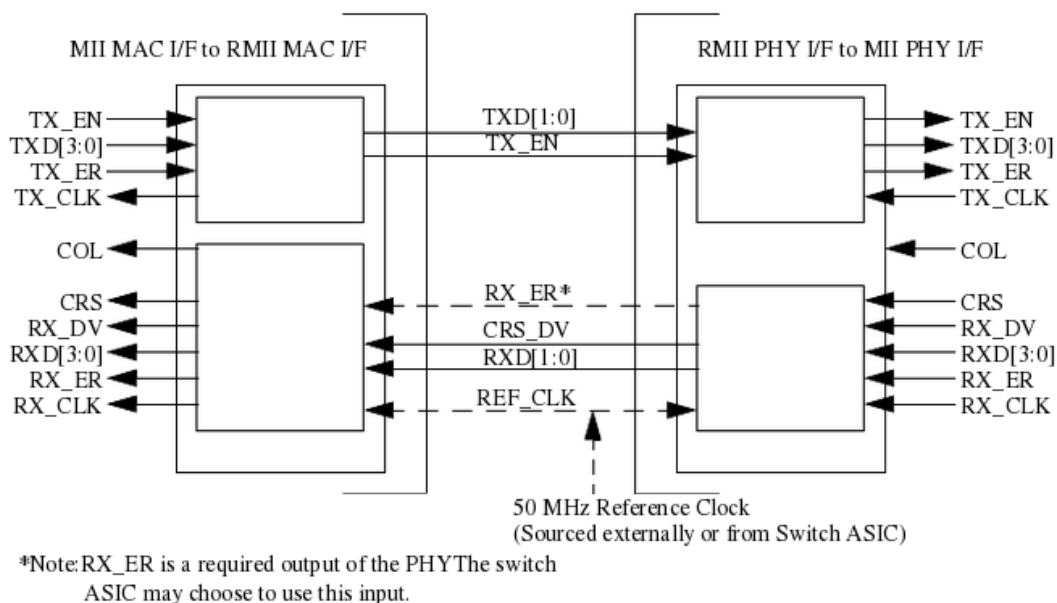 MII MAC I/F to RMII MAC I/F
RMII PHY I/F to MII PHY I/F
TX_EN
TXD[3:0]
TX_ER
TX_CLK
COL
CRS
RX_DV
RXD[3:0]
RX_ER
RX_CLK
TXD[1:0]
TX_EN
RX_ER*
CRS_DV
RXD[1:0]
REF_CLK
TX_EN
TXD[3:0]
TX_ER
TX_CLK
COL
CRS
RX_DV
RXD[3:0]
RX_ER
RX_CLK
50 MHz Reference Clock
(Sourced externally or from Switch ASIC)
*Note:RX_ER is a required output of the PHYThe switch
ASIC may choose to use this input.